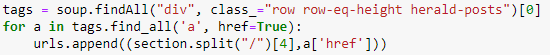 tags = soup.findAll("div", class_="row row-eq-height herald-posts")[0]
for a in tags.find_all('a', href=True):
    urls.append((section.split("/")[4],a['href']))